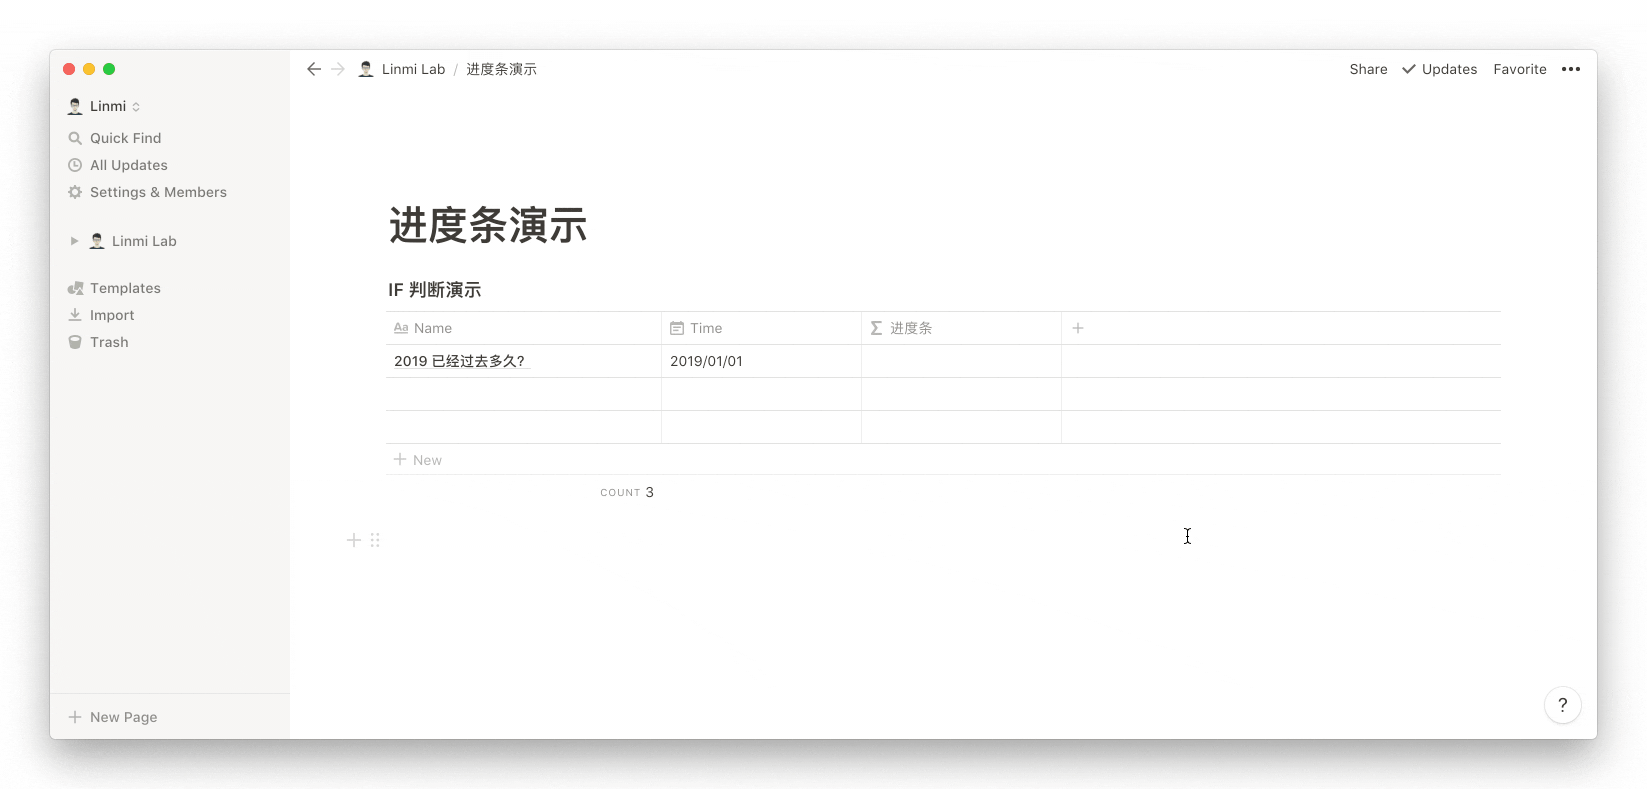 Linmi Lab / 进度条演示
Share Updates Favorite •••
Linmi
Quick Find
All Updates
Settings & Members
Linmi Lab
Templates
Import
Trash
New Page
进度条演示
IF 判断演示
Aa Name Time Σ 进度条 +
2019 已经过去多久? 2019/01/01
+ New
COUNT 3
?